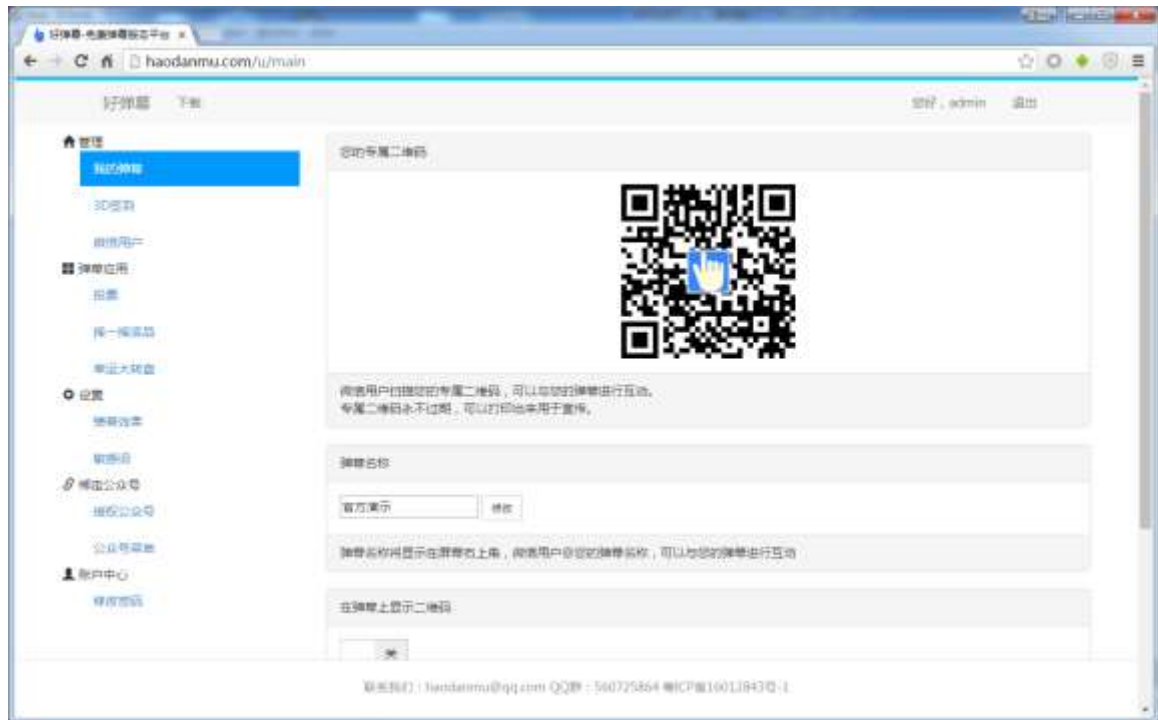 haodanmu.com/u/main
好弹幕 下载
您好，admin 退出
管理
我的弹幕
3D签到
微信用户
弹幕应用
投票
摇一摇奖品
幸运大转盘
设置
弹幕效果
敏感词
绑定公众号
授权公众号
公众号菜单
账户中心
修改密码
您的专属二维码
微信用户扫描您的专属二维码，可以与您的弹幕进行互动。
专属二维码永不过期，可以打印出来用于宣传。
弹幕名称
官方演示 修改
弹幕名称将显示在屏幕右上角，微信用户@您的弹幕名称，可以与您的弹幕进行互动
在弹幕上显示二维码
关
联系我们：haodanmu@qq.com QQ群：560725864